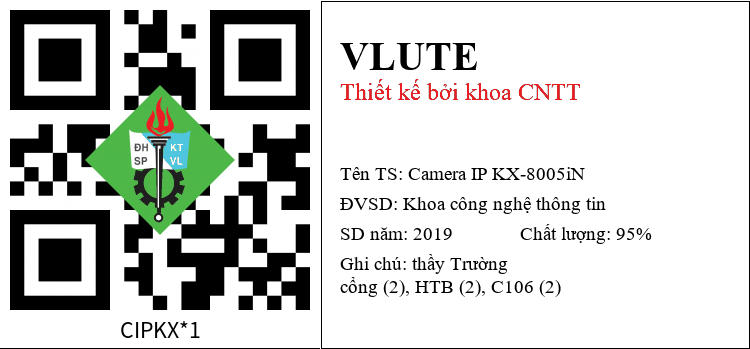 ĐH KT
SP VL
CIPKX*1
VLUTE
Thiết kế bởi khoa CNTT
Tên TS: Camera IP KX-8005iN
ĐVSD: Khoa công nghệ thông tin
SD năm: 2019 Chất lượng: 95%
Ghi chú: thầy Trường
cổng (2), HTB (2), C106 (2)